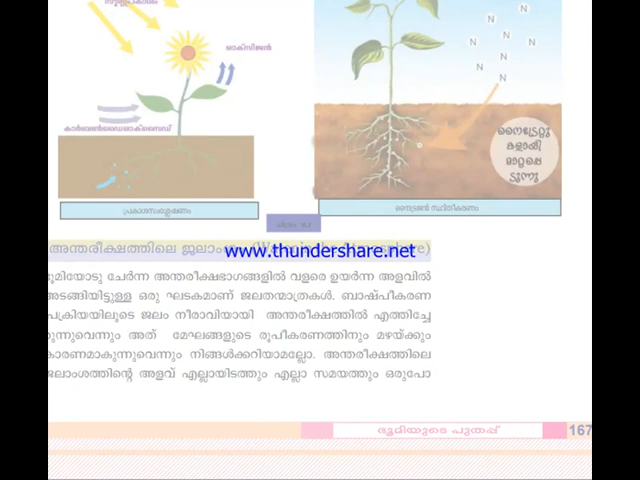 സൂര്യപ്രകാശം
ഓക്സിജൻ
കാർബൺഡൈഓക്സൈഡ്
പ്രകാശസംശ്ലേഷണം
N
N
N
N
N
N
നൈട്രേറ്റു
കളായി
മാറ്റപ്പെ
ടുന്നു
നൈട്രജൻ സ്ഥിതീകരണം
അന്തരീക്ഷത്തിലെ ജലാംശം
www.thundershare.net
ഭൂമിയോടു ചേർന്ന അന്തരീക്ഷഭാഗങ്ങളിൽ വളരെ ഉയർന്ന അളവിൽ
അടങ്ങിയിട്ടുള്ള ഒരു ഘടകമാണ് ജലതന്മാത്രകൾ. ബാഷ്പീകരണ
പ്രക്രിയയിലൂടെ ജലം നീരാവിയായി അന്തരീക്ഷത്തിൽ എത്തിച്ചേ
രുന്നുവെന്നും അത് മേഘങ്ങളുടെ രൂപീകരണത്തിനും മഴയ്ക്കും
കാരണമാകുന്നുവെന്നും നിങ്ങൾക്കറിയാമല്ലോ. അന്തരീക്ഷത്തിലെ
ജലാംശത്തിന്റെ അളവ് എല്ലായിടത്തും എല്ലാ സമയത്തും ഒരുപോ
ഭൂമിയുടെ പുതപ്പ്
167